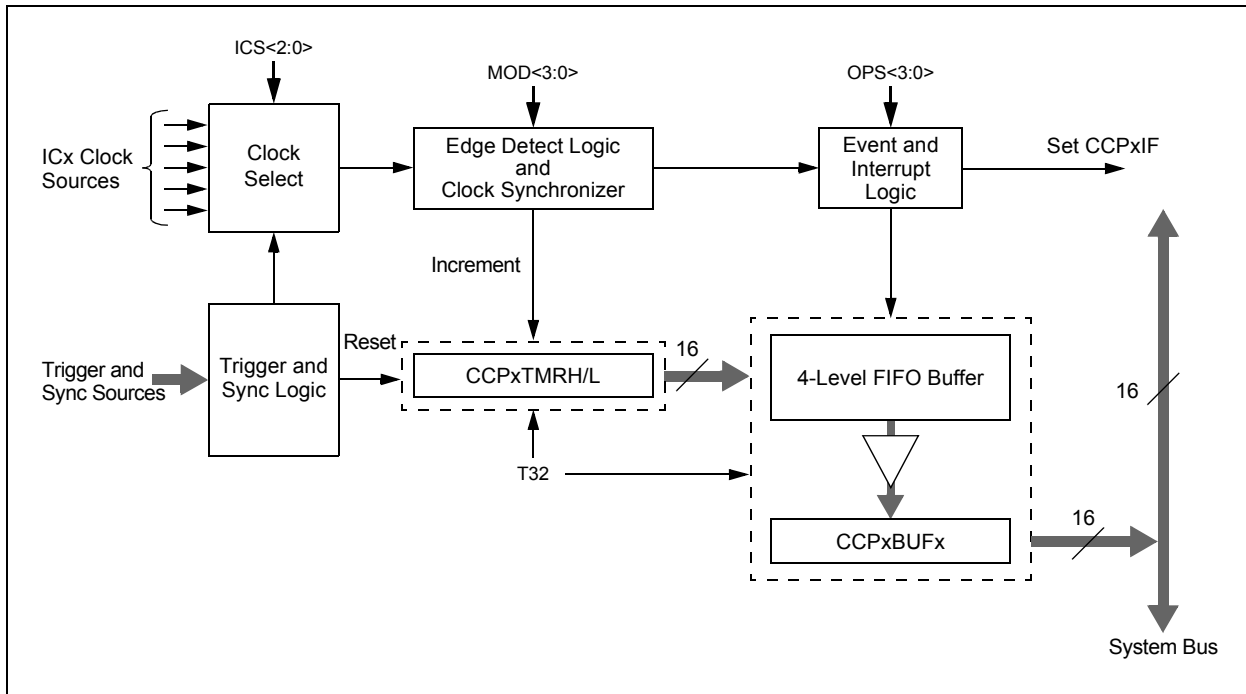 ICS<2:0>
MOD<3:0>
OPS<3:0>
ICx Clock
Sources
Clock
Select
Edge Detect Logic
and
Clock Synchronizer
Event and
Interrupt
Logic
Set CCPxIF
Increment
Trigger and
Sync Sources
Trigger and
Sync Logic
Reset
CCPxTMRH/L
16
4-Level FIFO Buffer
16
T32
CCPxBUFx
16
System Bus